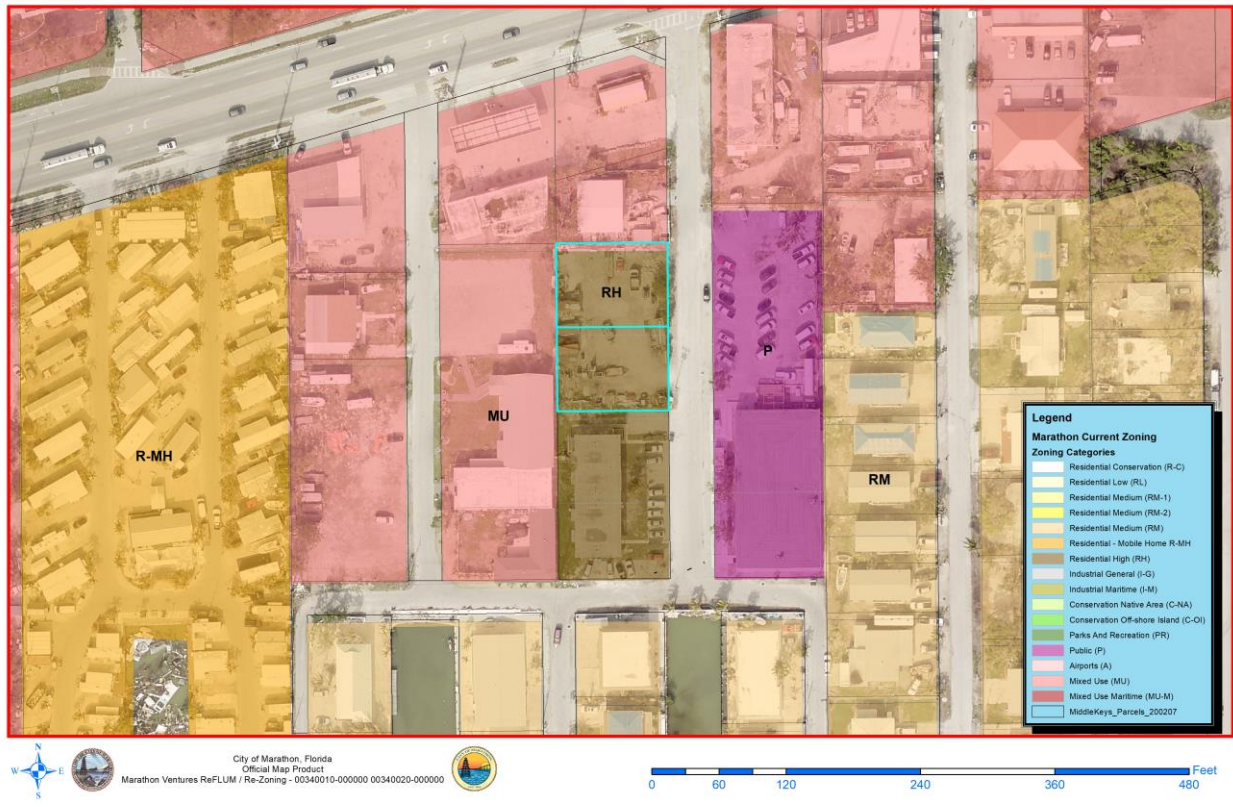 RH
P
MU
R-MH
RM
Legend
Marathon Current Zoning
Zoning Categories
Residential Conservation (R-C)
Residential Low (RL)
Residential Medium (RM-1)
Residential Medium (RM-2)
Residential Medium (RM)
Residential - Mobile Home R-MH
Residential High (RH)
Industrial General (I-G)
Industrial Maritime (I-M)
Conservation Native Area (C-NA)
Conservation Off-shore Island (C-OI)
Parks And Recreation (PR)
Public (P)
Airports (A)
Mixed Use (MU)
Mixed Use Maritime (MU-M)
MiddleKeys_Parcels_200207
N
W E
S
City of Marathon, Florida
Official Map Product
Marathon Ventures ReFLUM / Re-Zoning - 00340010-000000 00340020-000000
Feet
0 60 120 240 360 480